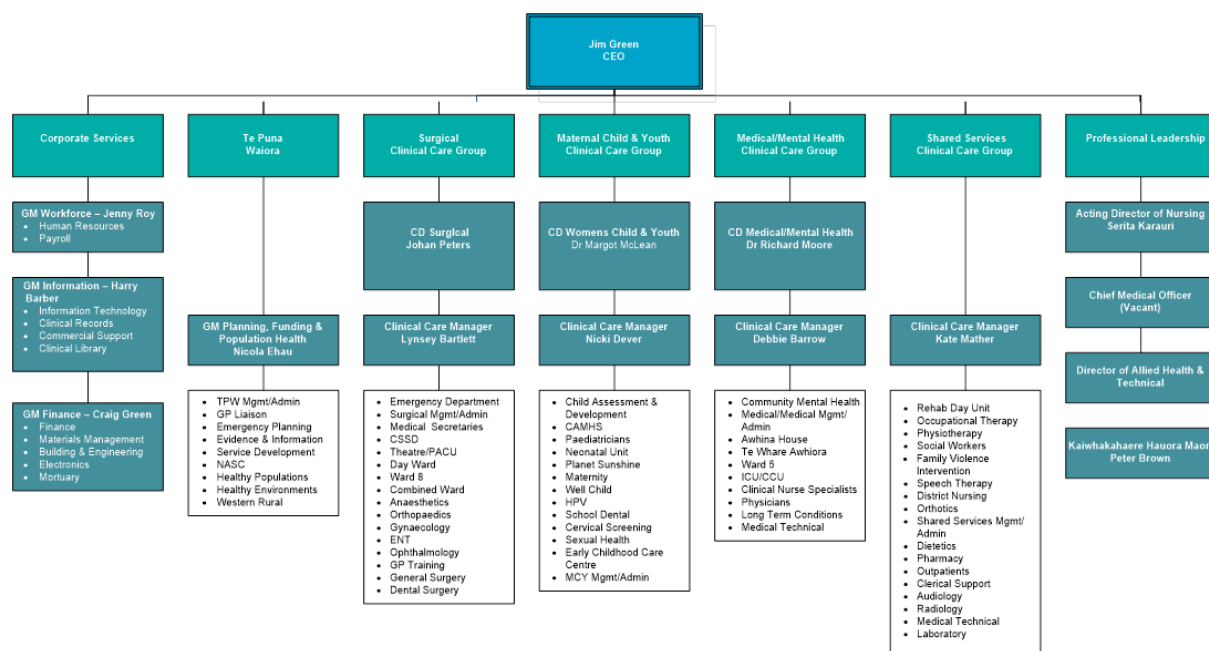 Jim Green
CEO
Corporate Services
GM Workforce – Jenny Roy
• Human Resources
• Payroll
GM Information – Harry
Barber
• Information Technology
• Clinical Records
• Commercial Support
• Clinical Library
GM Finance – Craig Green
• Finance
• Materials Management
• Building & Engineering
• Electronics
• Mortuary
Te Puna
Waiora
GM Planning, Funding &
Population Health
Nicola Ehau
• TPW Mgmt/Admin
• GP Liaison
• Emergency Planning
• Evidence & Information
• Service Development
• NASC
• Healthy Populations
• Healthy Environments
• Western Rural
Surgical
Clinical Care Group
CD Surgical
Johan Peters
Clinical Care Manager
Lynsey Bartlett
• Emergency Department
• Surgical Mgmt/Admin
• Medical Secretaries
• CSSD
• Theatre/PACU
• Day Ward
• Ward 8
• Combined Ward
• Anaesthetics
• Orthopaedics
• Gynaecology
• ENT
• Ophthalmology
• GP Training
• General Surgery
• Dental Surgery
Maternal Child & Youth
Clinical Care Group
CD Womens Child & Youth
Dr Margot McLean
Clinical Care Manager
Nicki Dever
• Child Assessment &
Development
• CAMHS
• Paediatricians
• Neonatal Unit
• Planet Sunshine
• Maternity
• Well Child
• HPV
• School Dental
• Cervical Screening
• Sexual Health
• Early Childhood Care
Centre
• MCY Mgmt/Admin
Medical/Mental Health
Clinical Care Group
CD Medical/Mental Health
Dr Richard Moore
Clinical Care Manager
Debbie Barrow
• Community Mental Health
• Medical/Medical Mgmt/
Admin
• Awhina House
• Te Whare Awhiora
• Ward 5
• ICU/CCU
• Clinical Nurse Specialists
• Physicians
• Long Term Conditions
• Medical Technical
Shared Services
Clinical Care Group
Clinical Care Manager
Kate Mather
• Rehab Day Unit
• Occupational Therapy
• Physiotherapy
• Social Workers
• Family Violence
Intervention
• Speech Therapy
• District Nursing
• Orthotics
• Shared Services Mgmt/
Admin
• Dietetics
• Pharmacy
• Outpatients
• Clerical Support
• Audiology
• Radiology
• Medical Technical
• Laboratory
Professional Leadership
Acting Director of Nursing
Serita Karauri
Chief Medical Officer
(Vacant)
Director of Allied Health &
Technical
Kaiwhakahaere Hauora Maori
Peter Brown